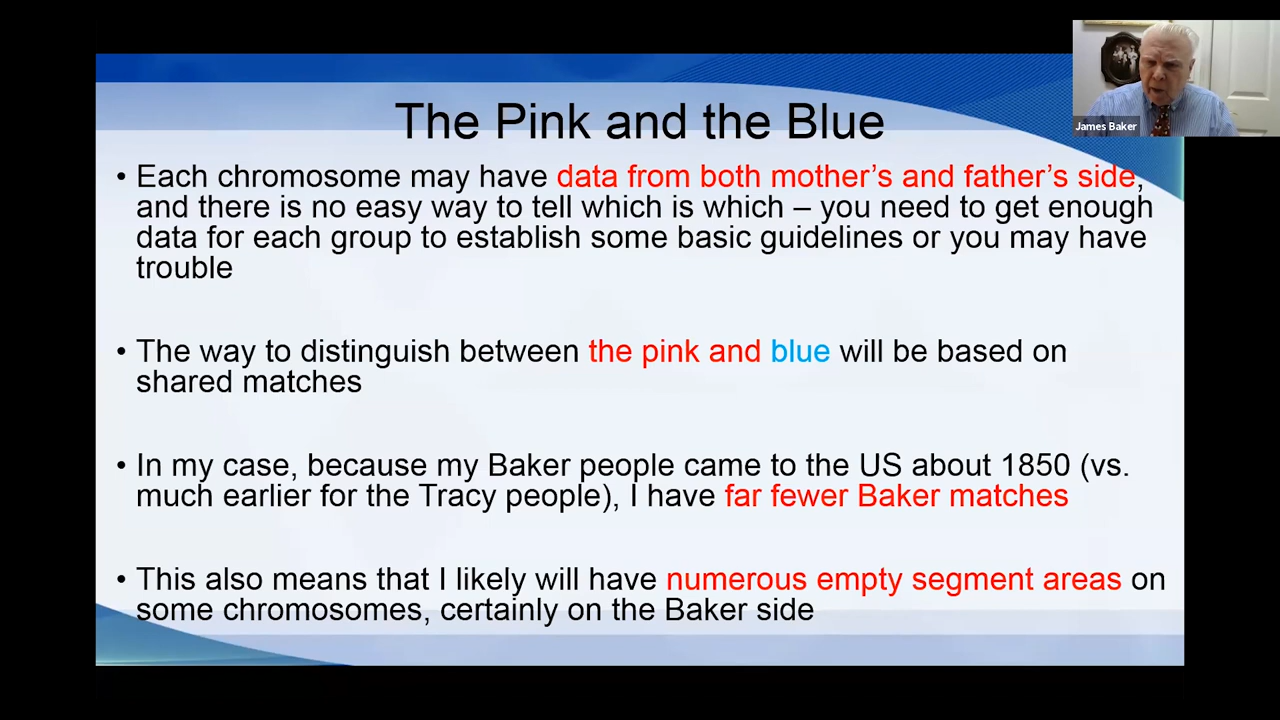 The Pink and the Blue
• Each chromosome may have data from both mother's and father's side,
and there is no easy way to tell which is which – you need to get enough
data for each group to establish some basic guidelines or you may have
trouble
• The way to distinguish between the pink and blue will be based on
shared matches
• In my case, because my Baker people came to the US about 1850 (vs.
much earlier for the Tracy people), I have far fewer Baker matches
• This also means that I likely will have numerous empty segment areas on
some chromosomes, certainly on the Baker side
James Baker